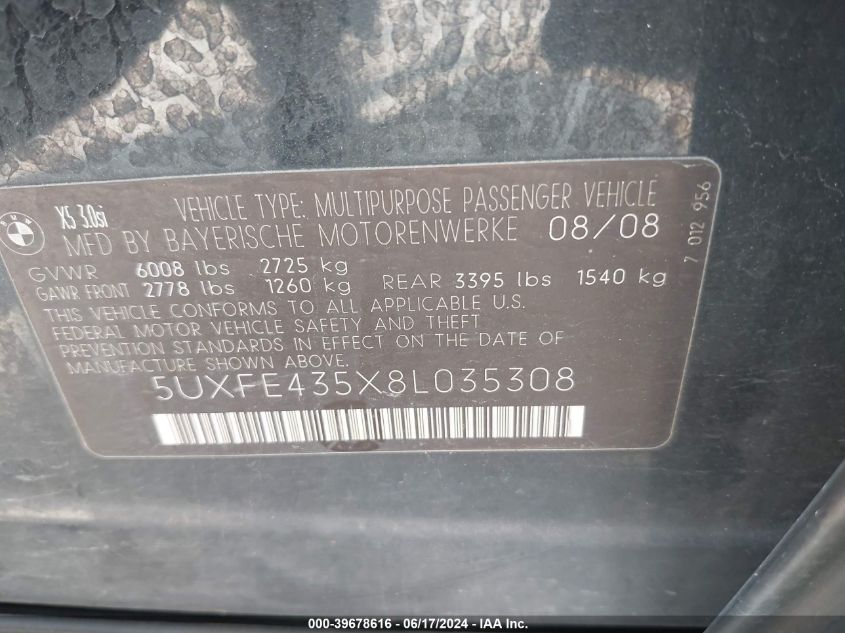 BMW
X5 3.0si
VEHICLE TYPE: MULTIPURPOSE PASSENGER VEHICLE
MFD BY BAYERISCHE MOTORENWERKE 08/08
GVWR 6008 lbs 2725 kg
GAWR FRONT 2778 lbs 1260 kg REAR 3395 lbs 1540 kg
THIS VEHICLE CONFORMS TO ALL APPLICABLE U.S.
FEDERAL MOTOR VEHICLE SAFETY AND THEFT
PREVENTION STANDARDS IN EFFECT ON THE DATE OF
MANUFACTURE SHOWN ABOVE.
5UXFE435X8L035308
7 012 956
000-39678616 - 06/17/2024 - IAA Inc.